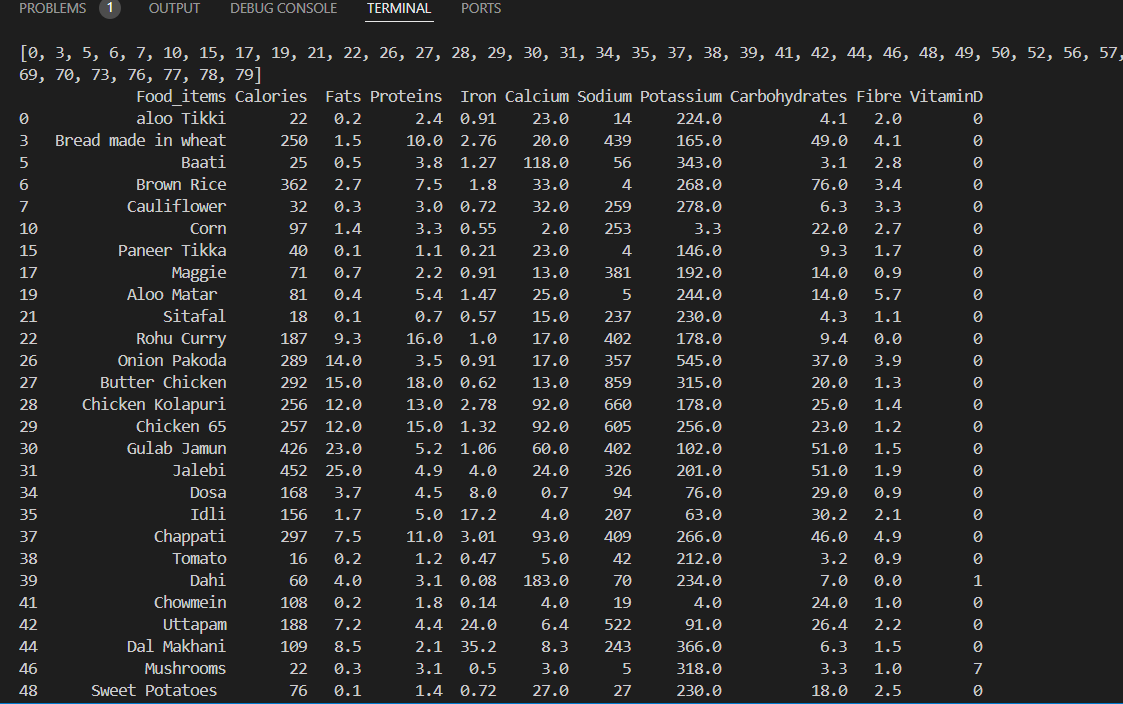 PROBLEMS 1 OUTPUT DEBUG CONSOLE TERMINAL PORTS
[0, 3, 5, 6, 7, 10, 15, 17, 19, 21, 22, 26, 27, 28, 29, 30, 31, 34, 35, 37, 38, 39, 41, 42, 44, 46, 48, 49, 50, 52, 56, 57,
69, 70, 73, 76, 77, 78, 79]
Food_items Calories Fats Proteins Iron Calcium Sodium Potassium Carbohydrates Fibre VitaminD
0 aloo Tikki 22 0.2 2.4 0.91 23.0 14 224.0 4.1 2.0 0
3 Bread made in wheat 250 1.5 10.0 2.76 20.0 439 165.0 49.0 4.1 0
5 Baati 25 0.5 3.8 1.27 118.0 56 343.0 3.1 2.8 0
6 Brown Rice 362 2.7 7.5 1.8 33.0 4 268.0 76.0 3.4 0
7 Cauliflower 32 0.3 3.0 0.72 32.0 259 278.0 6.3 3.3 0
10 Corn 97 1.4 3.3 0.55 2.0 253 3.3 22.0 2.7 0
15 Paneer Tikka 40 0.1 1.1 0.21 23.0 4 146.0 9.3 1.7 0
17 Maggie 71 0.7 2.2 0.91 13.0 381 192.0 14.0 0.9 0
19 Aloo Matar 81 0.4 5.4 1.47 25.0 5 244.0 14.0 5.7 0
21 Sitafal 18 0.1 0.7 0.57 15.0 237 230.0 4.3 1.1 0
22 Rohu Curry 187 9.3 16.0 1.0 17.0 402 178.0 9.4 0.0 0
26 Onion Pakoda 289 14.0 3.5 0.91 17.0 357 545.0 37.0 3.9 0
27 Butter Chicken 292 15.0 18.0 0.62 13.0 859 315.0 20.0 1.3 0
28 Chicken Kolapuri 256 12.0 13.0 2.78 92.0 660 178.0 25.0 1.4 0
29 Chicken 65 257 12.0 15.0 1.32 92.0 605 256.0 23.0 1.2 0
30 Gulab Jamun 426 23.0 5.2 1.06 60.0 402 102.0 51.0 1.5 0
31 Jalebi 452 25.0 4.9 4.0 24.0 326 201.0 51.0 1.9 0
34 Dosa 168 3.7 4.5 8.0 0.7 94 76.0 29.0 0.9 0
35 Idli 156 1.7 5.0 17.2 4.0 207 63.0 30.2 2.1 0
37 Chappati 297 7.5 11.0 3.01 93.0 409 266.0 46.0 4.9 0
38 Tomato 16 0.2 1.2 0.47 5.0 42 212.0 3.2 0.9 0
39 Dahi 60 4.0 3.1 0.08 183.0 70 234.0 7.0 0.0 1
41 Chowmein 108 0.2 1.8 0.14 4.0 19 4.0 24.0 1.0 0
42 Uttapam 188 7.2 4.4 24.0 6.4 522 91.0 26.4 2.2 0
44 Dal Makhani 109 8.5 2.1 35.2 8.3 243 366.0 6.3 1.5 0
46 Mushrooms 22 0.3 3.1 0.5 3.0 5 318.0 3.3 1.0 7
48 Sweet Potatoes 76 0.1 1.4 0.72 27.0 27 230.0 18.0 2.5 0